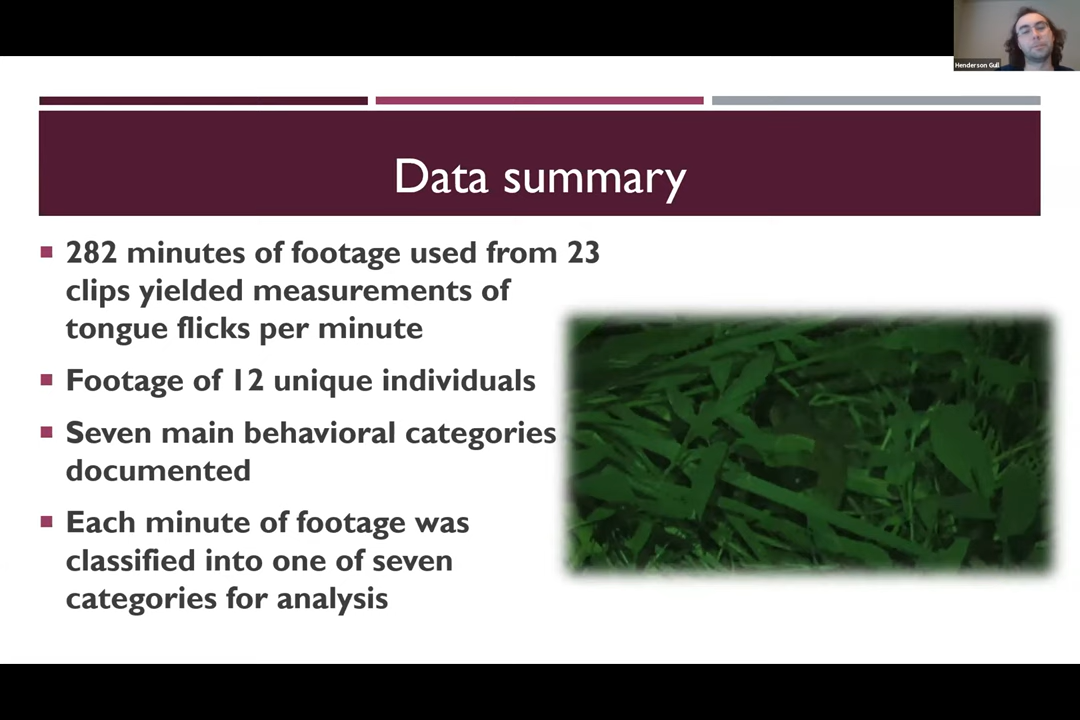 Henderson Gull
Data summary
282 minutes of footage used from 23
clips yielded measurements of
tongue flicks per minute
Footage of 12 unique individuals
Seven main behavioral categories
documented
Each minute of footage was
classified into one of seven
categories for analysis